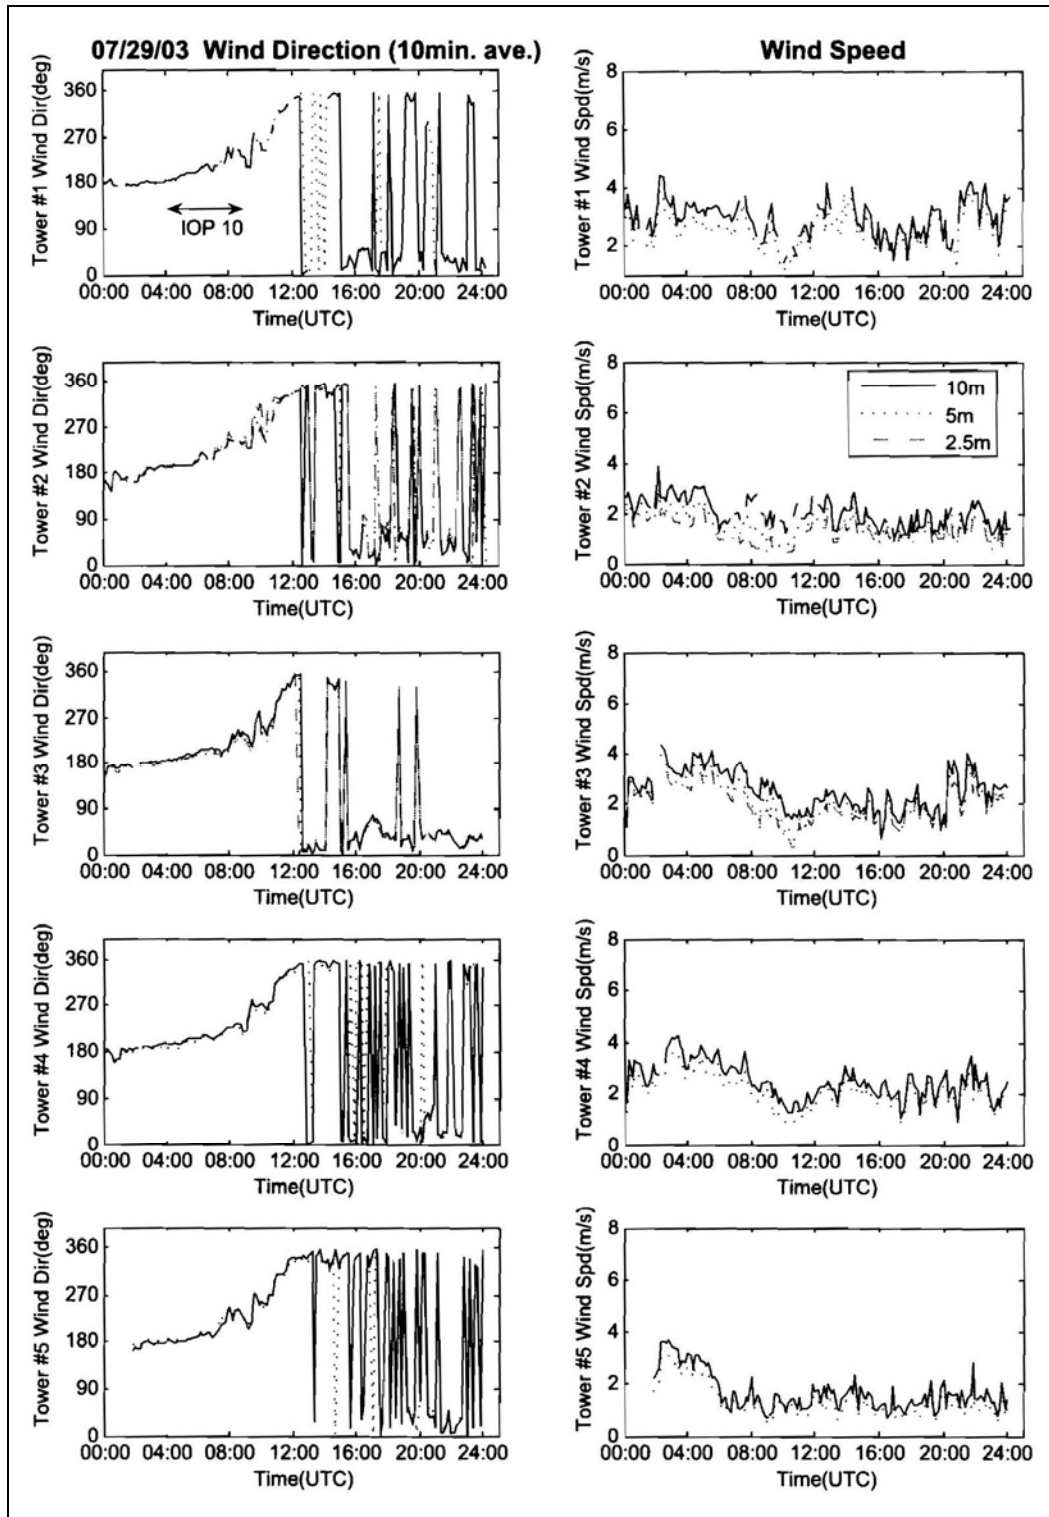 07/29/03 Wind Direction (10min. ave.)
Wind Speed
Tower #1 Wind Dir(deg)
360
270
180
90
0
IOP 10
00:00 04:00 08:00 12:00 16:00 20:00 24:00
Time(UTC)
Tower #1 Wind Spd(m/s)
8
6
4
2
00:00 04:00 08:00 12:00 16:00 20:00 24:00
Time(UTC)
Tower #2 Wind Dir(deg)
360
270
180
90
0
00:00 04:00 08:00 12:00 16:00 20:00 24:00
Time(UTC)
Tower #2 Wind Spd(m/s)
8
6
4
2
0
10m
5m
2.5m
00:00 04:00 08:00 12:00 16:00 20:00 24:00
Time(UTC)
Tower #3 Wind Dir(deg)
360
270
180
90
0
00:00 04:00 08:00 12:00 16:00 20:00 24:00
Time(UTC)
Tower #3 Wind Spd(m/s)
8
6
4
2
0
00:00 04:00 08:00 12:00 16:00 20:00 24:00
Time(UTC)
Tower #4 Wind Dir(deg)
360
270
180
90
0
00:00 04:00 08:00 12:00 16:00 20:00 24:00
Time(UTC)
Tower #4 Wind Spd(m/s)
8
6
4
2
0
00:00 04:00 08:00 12:00 16:00 20:00 24:00
Time(UTC)
Tower #5 Wind Dir(deg)
360
270
180
90
0
00:00 04:00 08:00 12:00 16:00 20:00 24:00
Time(UTC)
Tower #5 Wind Spd(m/s)
8
6
4
2
0
00:00 04:00 08:00 12:00 16:00 20:00 24:00
Time(UTC)